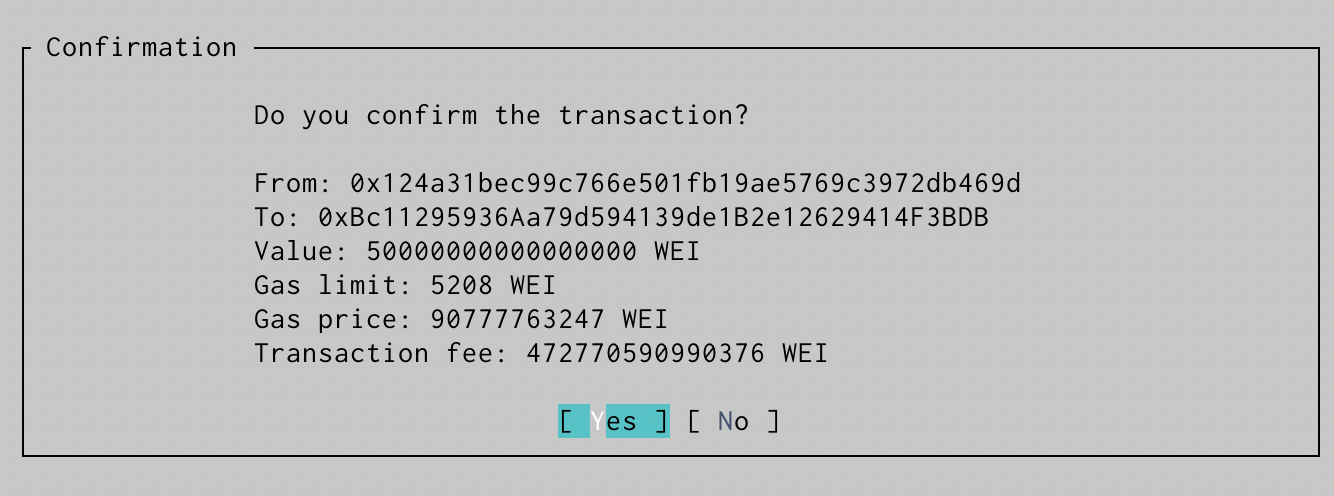 Confirmation
Do you confirm the transaction?
From: 0x124a31bec99c766e501fb19ae5769c3972db469d
To: 0xBc11295936Aa79d594139de1B2e12629414F3BDB
Value: 50000000000000000 WEI
Gas limit: 5208 WEI
Gas price: 90777763247 WEI
Transaction fee: 472770590990376 WEI
[ Yes ] [ No ]